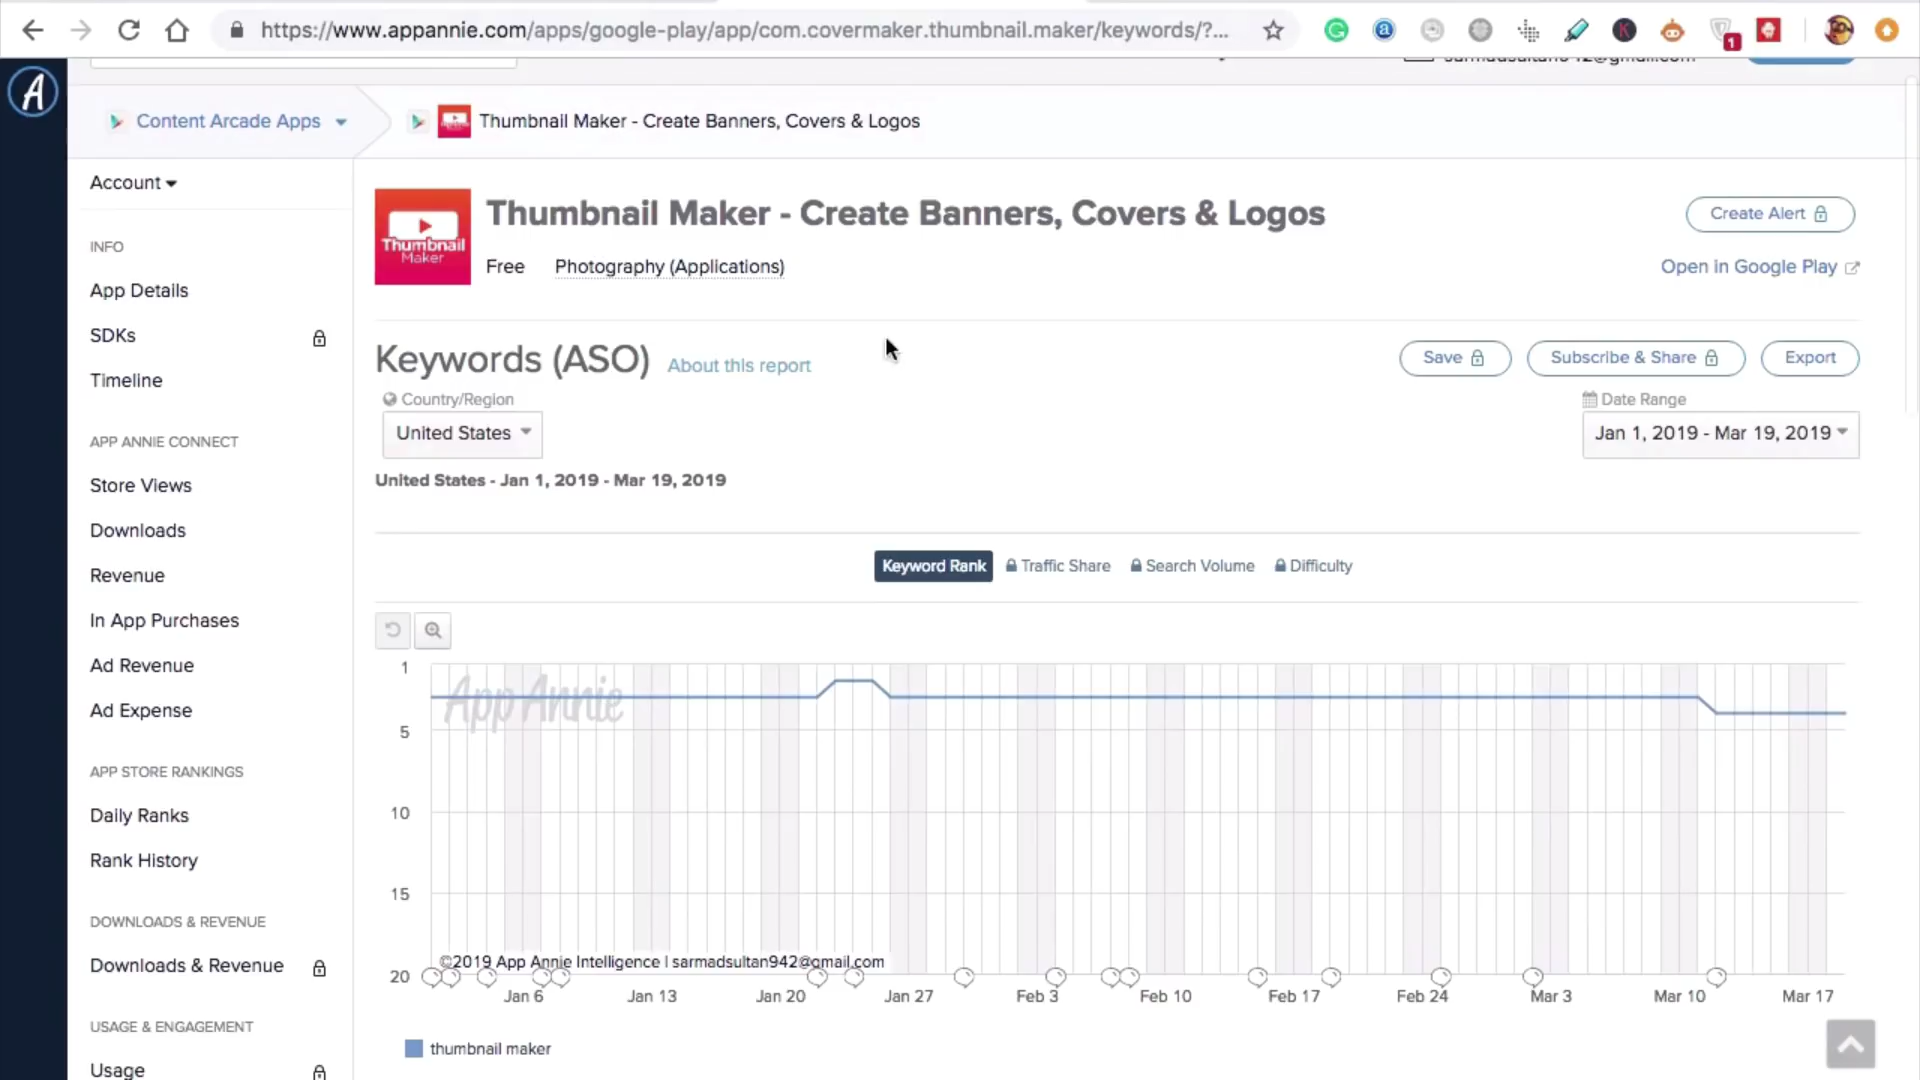 https://www.appannie.com/apps/google-play/app/com.covermaker.thumbnail.maker/keywords/?...
1
Content Arcade Apps
Thumbnail Maker - Create Banners, Covers & Logos
Account
INFO
App Details
SDKs
Timeline
APP ANNIE CONNECT
Store Views
Downloads
Revenue
In App Purchases
Ad Revenue
Ad Expense
APP STORE RANKINGS
Daily Ranks
Rank History
DOWNLOADS & REVENUE
Downloads & Revenue
USAGE & ENGAGEMENT
Usage
Thumbnail
Maker
Thumbnail Maker - Create Banners, Covers & Logos
Free Photography (Applications)
Create Alert
Open in Google Play
Keywords (ASO) About this report
Save Subscribe & Share Export
Country/Region
United States
Date Range
Jan 1, 2019 - Mar 19, 2019
United States - Jan 1, 2019 - Mar 19, 2019
Keyword Rank Traffic Share Search Volume Difficulty
1
App Annie
5
10
15
©2019 App Annie Intelligence | sarmadsultan942@gmail.com
20
Jan 6 Jan 13 Jan 20 Jan 27 Feb 3 Feb 10 Feb 17 Feb 24 Mar 3 Mar 10 Mar 17
thumbnail maker